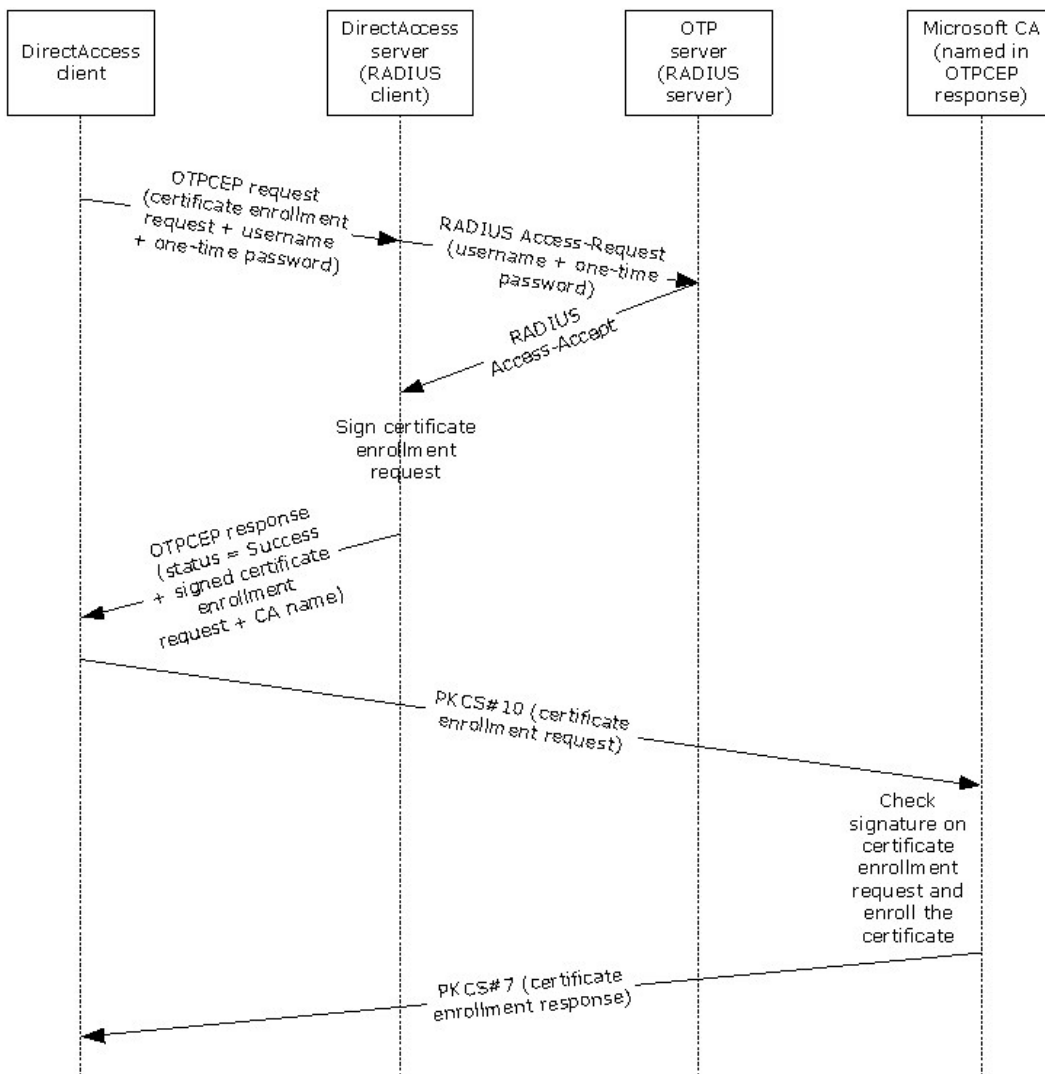 DirectAccess
client
DirectAccess
server
(RADIUS
client)
OTP
server
(RADIUS
server)
Microsoft CA
(named in
OTPCEP
response)
OTPCEP request
(certificate enrollment
request + username
+ one-time password)
RADIUS Access-Request
(username + one-time
password)
RADIUS
Access-Accept
Sign certificate
enrollment
request
OTPCEP response
(status = Success
+ signed certificate
enrollment
request + CA name)
PKCS#10 (certificate
enrollment request)
Check
signature on
certificate
enrollment
request and
enroll the
certificate
PKCS#7 (certificate
enrollment response)